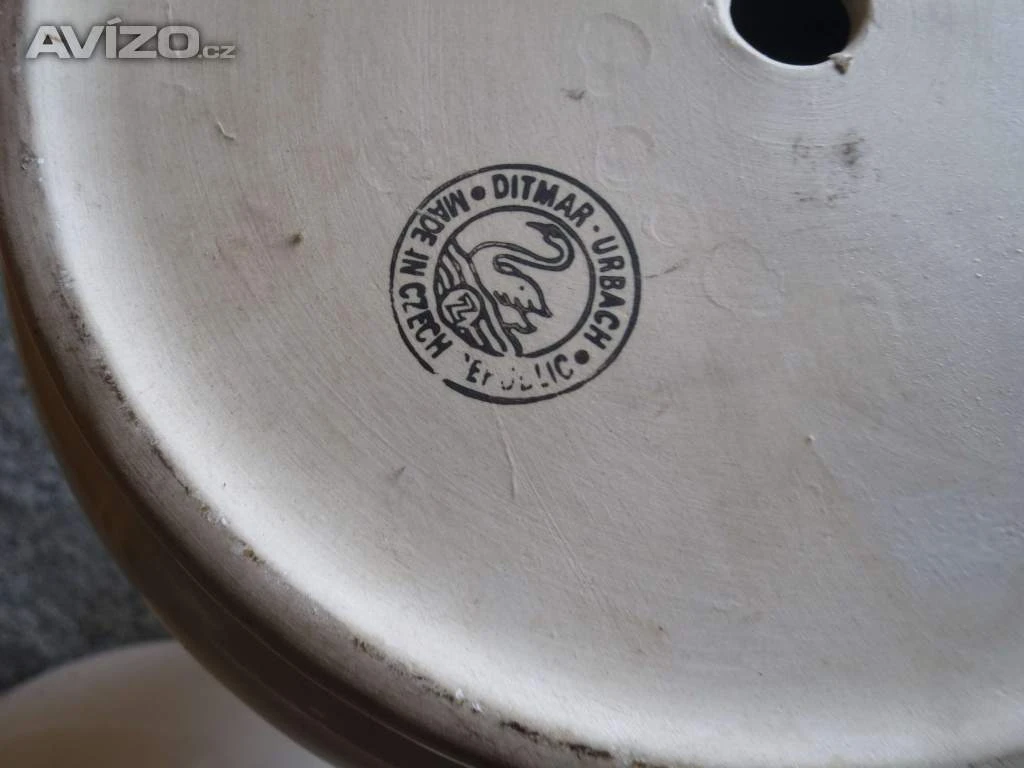 AVÍZO.cz
• DITMAR · URBACH •
MADE IN CZECH